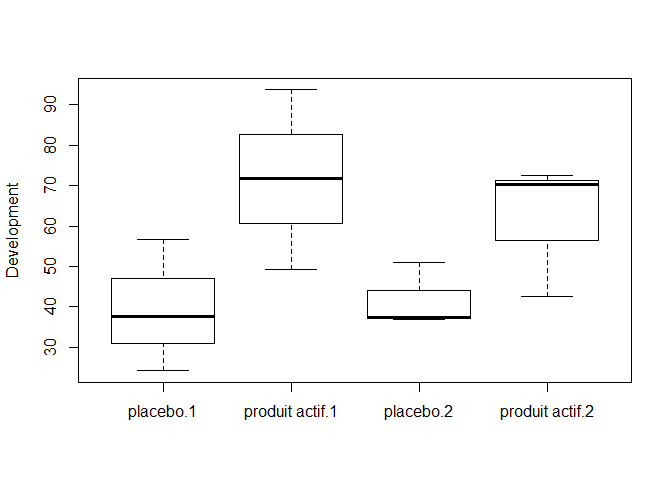 Development
90
80
70
60
50
40
30
placebo.1
produit actif.1
placebo.2
produit actif.2